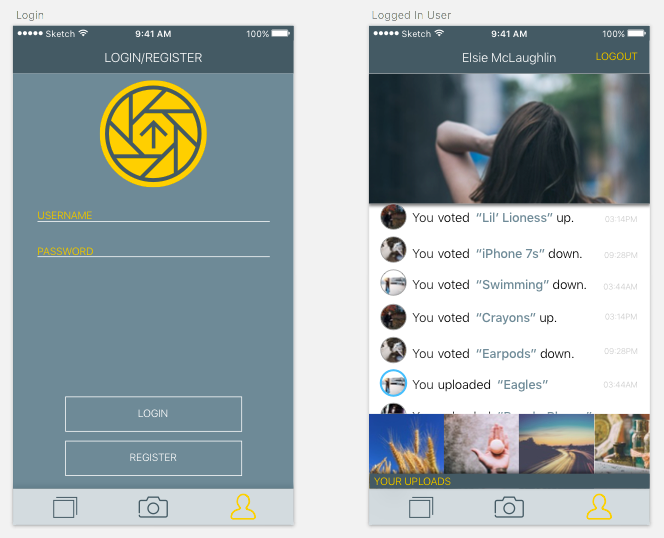 Login
Sketch 9:41 AM 100%
LOGIN/REGISTER
USERNAME
PASSWORD
LOGIN
REGISTER
Logged In User
Sketch 9:41 AM 100%
Elsie McLaughlin LOGOUT
You voted “Lil’ Lioness” up. 03:14PM
You voted “iPhone 7s” down. 09:28PM
You voted “Swimming” down. 03:44AM
You voted “Crayons” up. 03:14PM
You voted “Earpods” down. 09:28PM
You uploaded “Eagles” 03:44AM
YOUR UPLOADS